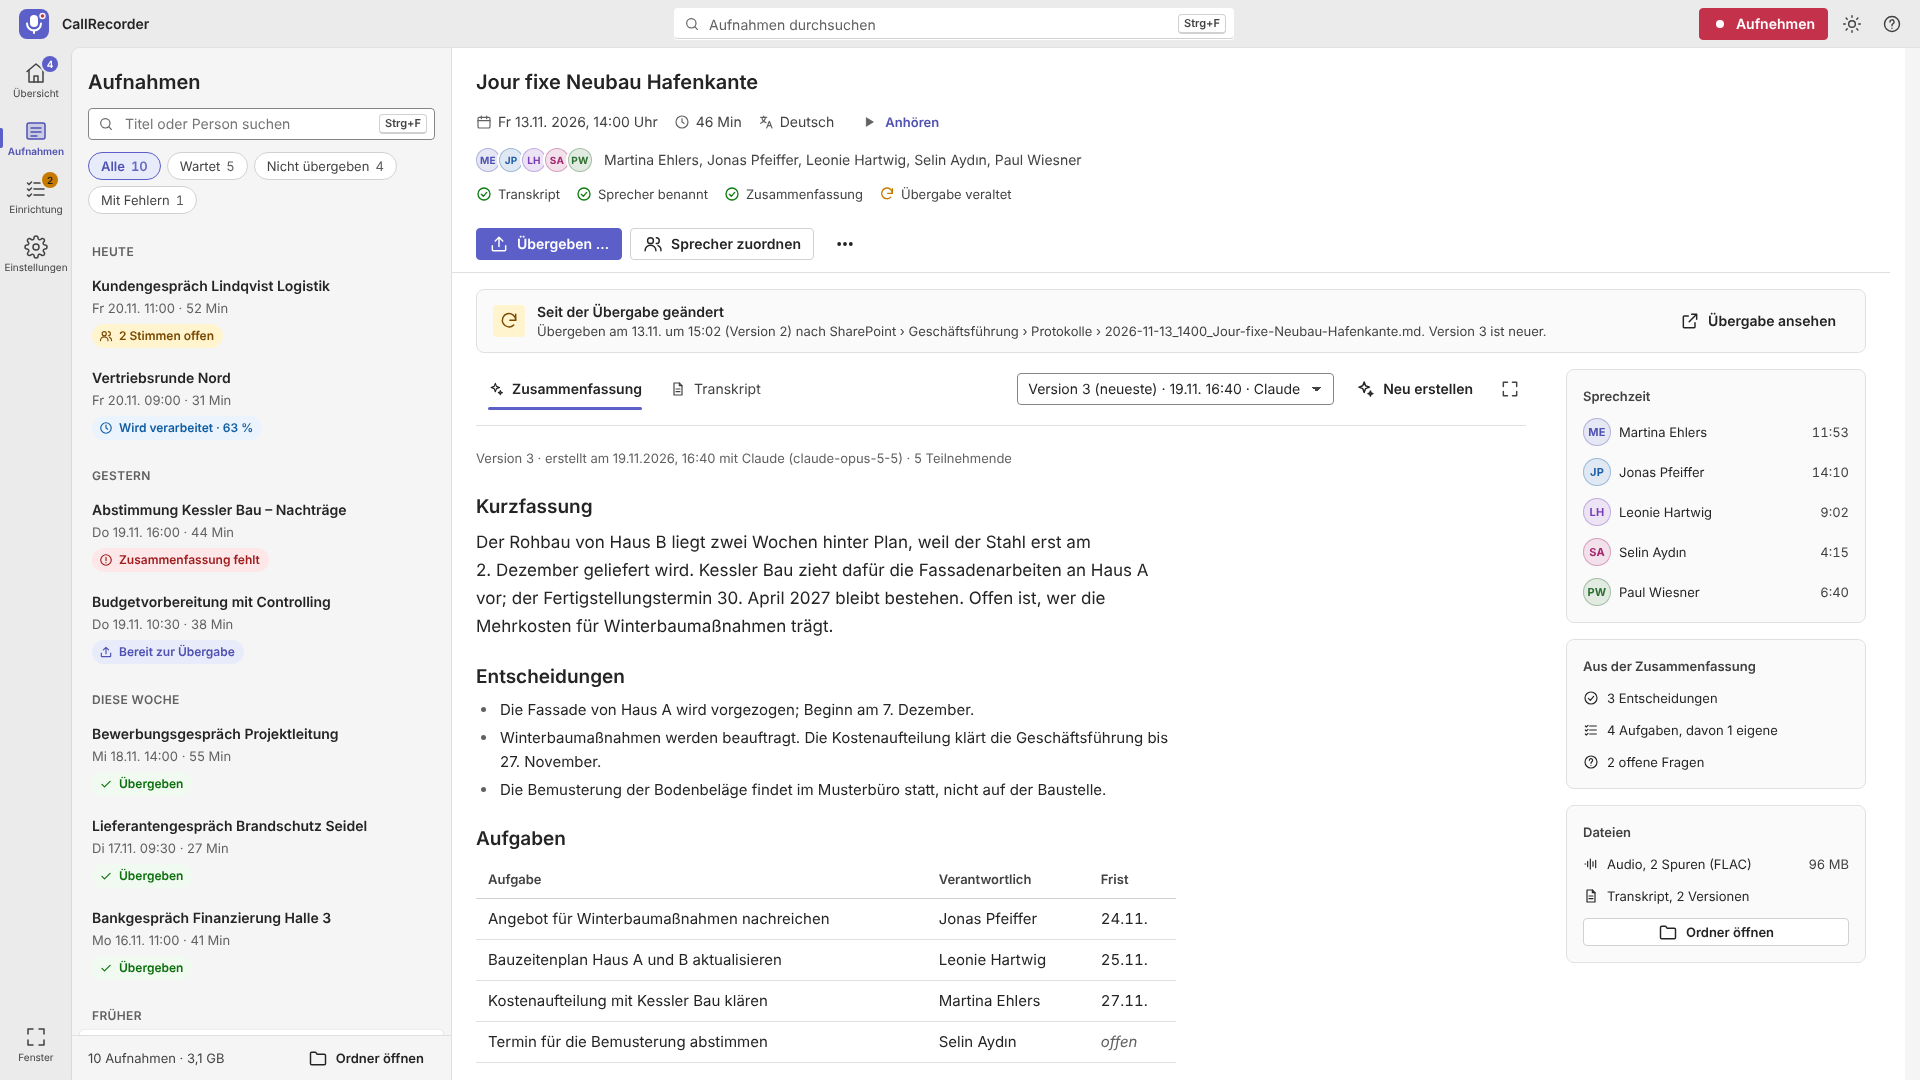 CallRecorder
Aufnahmen durchsuchen
Strg+F
Aufnehmen
4
Übersicht
Aufnahmen
2
Einrichtung
Einstellungen
Fenster
Aufnahmen
Titel oder Person suchen
Strg+F
Alle 10
Wartet 5
Nicht übergeben 4
Mit Fehlern 1
HEUTE
Kundengespräch Lindqvist Logistik
Fr 20.11. 11:00 · 52 Min
2 Stimmen offen
Vertriebsrunde Nord
Fr 20.11. 09:00 · 31 Min
Wird verarbeitet · 63 %
GESTERN
Abstimmung Kessler Bau – Nachträge
Do 19.11. 16:00 · 44 Min
Zusammenfassung fehlt
Budgetvorbereitung mit Controlling
Do 19.11. 10:30 · 38 Min
Bereit zur Übergabe
DIESE WOCHE
Bewerbungsgespräch Projektleitung
Mi 18.11. 14:00 · 55 Min
Übergeben
Lieferantengespräch Brandschutz Seidel
Di 17.11. 09:30 · 27 Min
Übergeben
Bankgespräch Finanzierung Halle 3
Mo 16.11. 11:00 · 41 Min
Übergeben
FRÜHER
10 Aufnahmen · 3,1 GB
Ordner öffnen
Jour fixe Neubau Hafenkante
Fr 13.11. 2026, 14:00 Uhr
46 Min
Deutsch
Anhören
ME JP LH SA PW
Martina Ehlers, Jonas Pfeiffer, Leonie Hartwig, Selin Aydın, Paul Wiesner
Transkript
Sprecher benannt
Zusammenfassung
Übergabe veraltet
Übergeben ...
Sprecher zuordnen
Seit der Übergabe geändert
Übergeben am 13.11. um 15:02 (Version 2) nach SharePoint › Geschäftsführung › Protokolle › 2026-11-13_1400_Jour-fixe-Neubau-Hafenkante.md. Version 3 ist neuer.
Übergabe ansehen
Zusammenfassung
Transkript
Version 3 (neueste) · 19.11. 16:40 · Claude
Neu erstellen
Version 3 · erstellt am 19.11.2026, 16:40 mit Claude (claude-opus-5-5) · 5 Teilnehmende
Kurzfassung
Der Rohbau von Haus B liegt zwei Wochen hinter Plan, weil der Stahl erst am
2. Dezember geliefert wird. Kessler Bau zieht dafür die Fassadenarbeiten an Haus A
vor; der Fertigstellungstermin 30. April 2027 bleibt bestehen. Offen ist, wer die
Mehrkosten für Winterbaumaßnahmen trägt.
Entscheidungen
• Die Fassade von Haus A wird vorgezogen; Beginn am 7. Dezember.
• Winterbaumaßnahmen werden beauftragt. Die Kostenaufteilung klärt die Geschäftsführung bis
27. November.
• Die Bemusterung der Bodenbeläge findet im Musterbüro statt, nicht auf der Baustelle.
Aufgaben
Aufgabe Verantwortlich Frist
Angebot für Winterbaumaßnahmen nachreichen Jonas Pfeiffer 24.11.
Bauzeitenplan Haus A und B aktualisieren Leonie Hartwig 25.11.
Kostenaufteilung mit Kessler Bau klären Martina Ehlers 27.11.
Termin für die Bemusterung abstimmen Selin Aydın offen
Sprechzeit
ME Martina Ehlers 11:53
JP Jonas Pfeiffer 14:10
LH Leonie Hartwig 9:02
SA Selin Aydın 4:15
PW Paul Wiesner 6:40
Aus der Zusammenfassung
3 Entscheidungen
4 Aufgaben, davon 1 eigene
2 offene Fragen
Dateien
Audio, 2 Spuren (FLAC) 96 MB
Transkript, 2 Versionen
Ordner öffnen